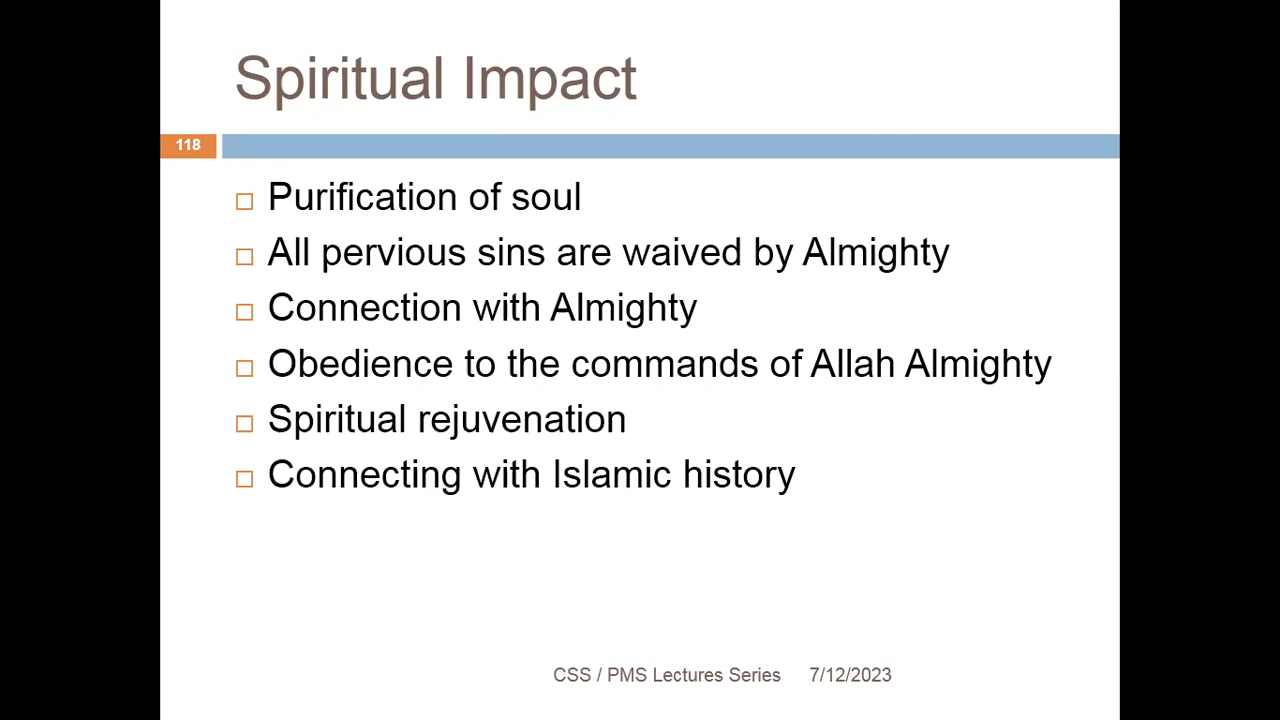 Spiritual Impact
118
Purification of soul
All pervious sins are waived by Almighty
Connection with Almighty
Obedience to the commands of Allah Almighty
Spiritual rejuvenation
Connecting with Islamic history
CSS / PMS Lectures Series 7/12/2023